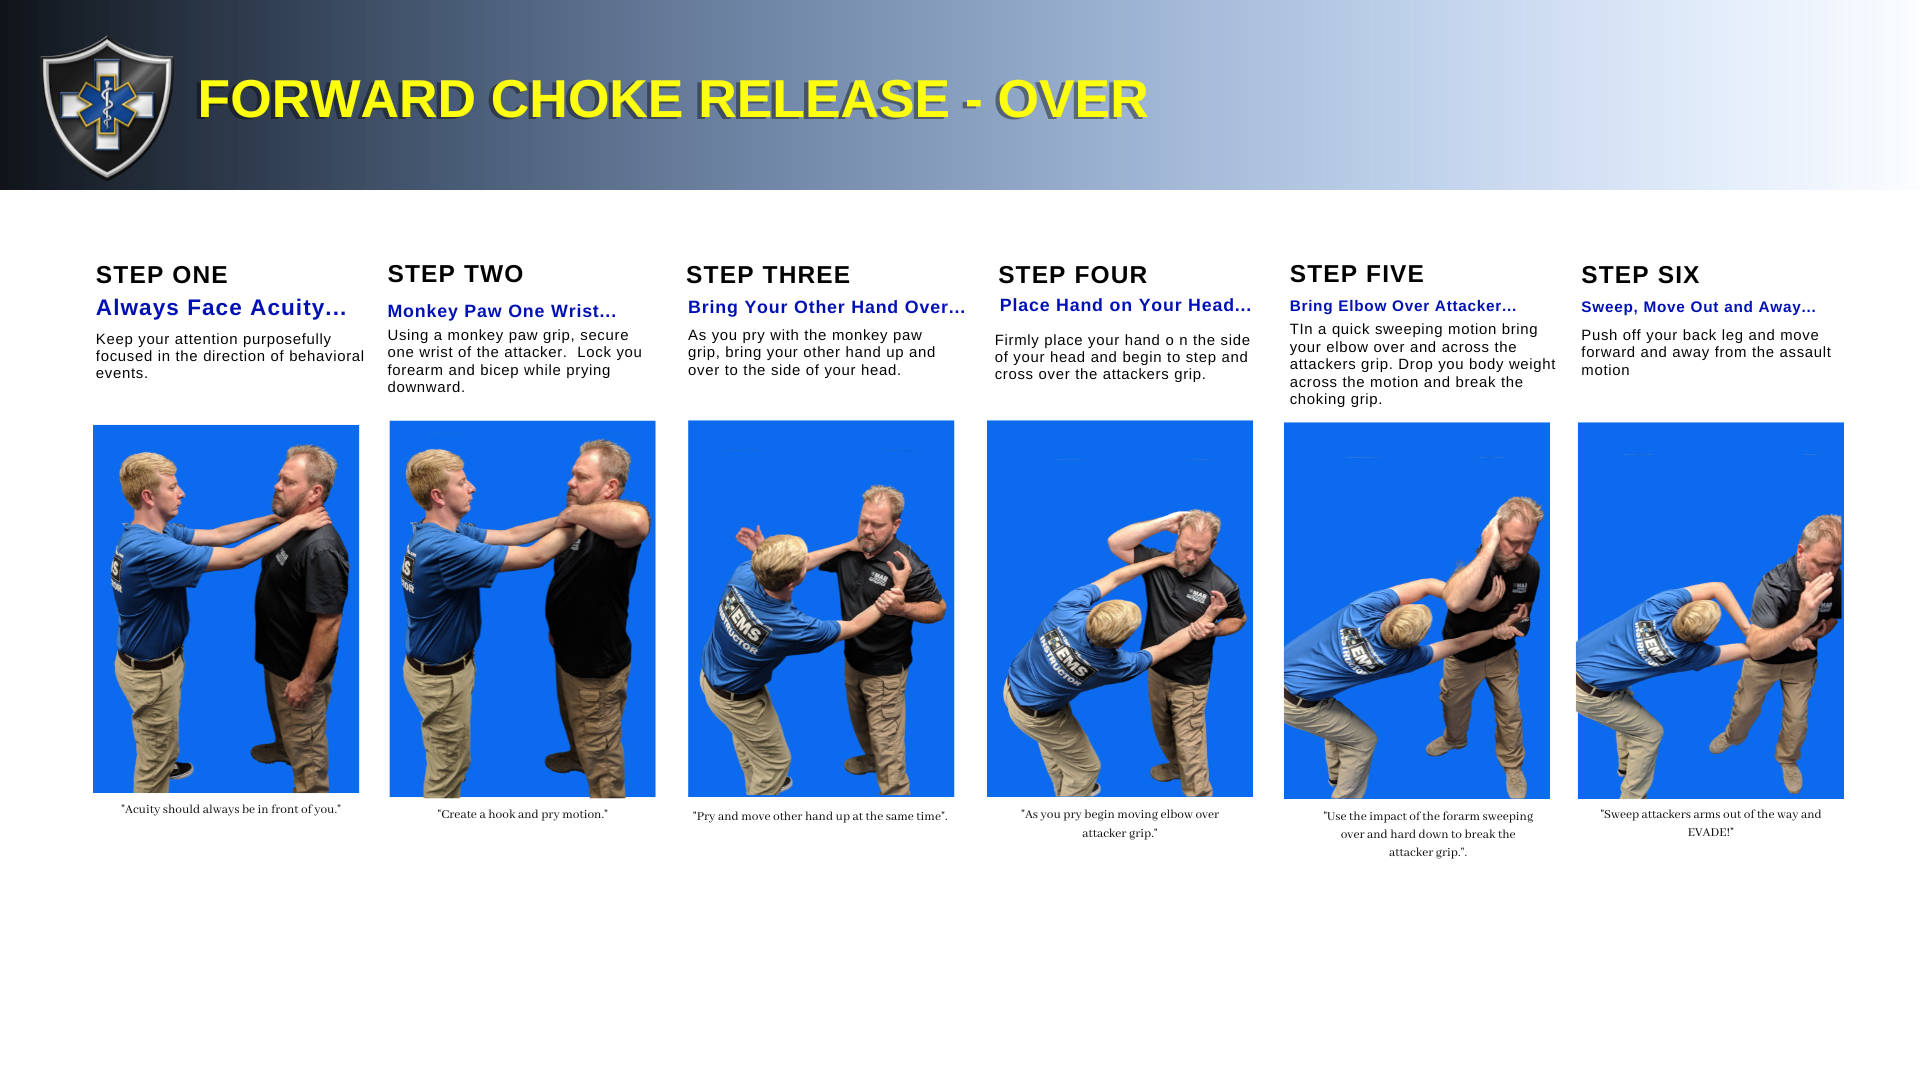 FORWARD CHOKE RELEASE - OVER
STEP ONE
Always Face Acuity...
Keep your attention purposefully
focused in the direction of behavioral
events.
"Acuity should always be in front of you."
STEP TWO
Monkey Paw One Wrist...
Using a monkey paw grip, secure
one wrist of the attacker.  Lock you
forearm and bicep while prying
downward.
"Create a hook and pry motion."
STEP THREE
Bring Your Other Hand Over...
As you pry with the monkey paw
grip, bring your other hand up and
over to the side of your head.
EMS
INSTRUCTOR
"Pry and move other hand up at the same time".
STEP FOUR
Place Hand on Your Head...
Firmly place your hand o n the side
of your head and begin to step and
cross over the attackers grip.
EMS
INSTRUCTOR
"As you pry begin moving elbow over
attacker grip."
STEP FIVE
Bring Elbow Over Attacker...
TIn a quick sweeping motion bring
your elbow over and across the
attackers grip. Drop you body weight
across the motion and break the
choking grip.
EMS
INSTRUCTOR
"Use the impact of the forarm sweeping
over and hard down to break the
attacker grip.".
STEP SIX
Sweep, Move Out and Away...
Push off your back leg and move
forward and away from the assault
motion
EMS
"Sweep attackers arms out of the way and
EVADE!"